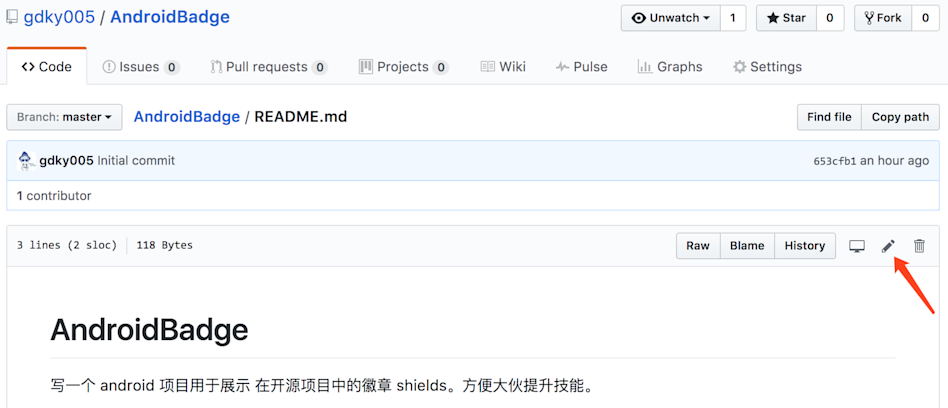 gdky005 / AndroidBadge
Unwatch 1 Star 0 Fork 0
Code Issues 0 Pull requests 0 Projects 0 Wiki Pulse Graphs Settings
Branch: master AndroidBadge / README.md Find file Copy path
gdky005 Initial commit 653cfb1 an hour ago
1 contributor
3 lines (2 sloc) 118 Bytes Raw Blame History
AndroidBadge
写一个 android 项目用于展示 在开源项目中的徽章 shields。方便大伙提升技能。